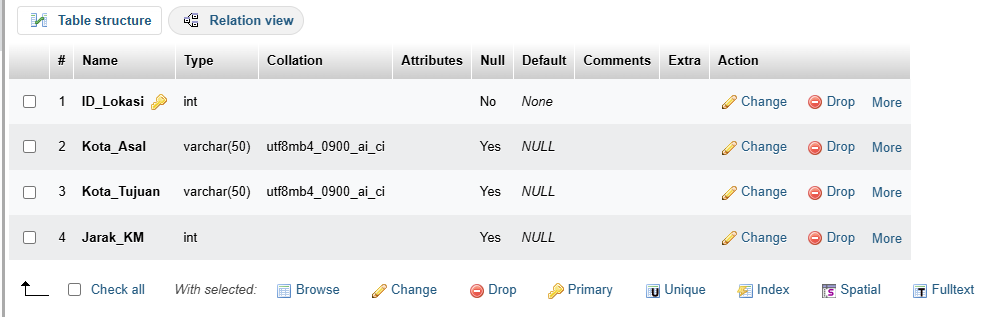 Table structure Relation view
# Name Type Collation Attributes Null Default Comments Extra Action
1 ID_Lokasi int No None Change Drop More
2 Kota_Asal varchar(50) utf8mb4_0900_ai_ci Yes NULL Change Drop More
3 Kota_Tujuan varchar(50) utf8mb4_0900_ai_ci Yes NULL Change Drop More
4 Jarak_KM int Yes NULL Change Drop More
Check all With selected: Browse Change Drop Primary Unique Index Spatial Fulltext